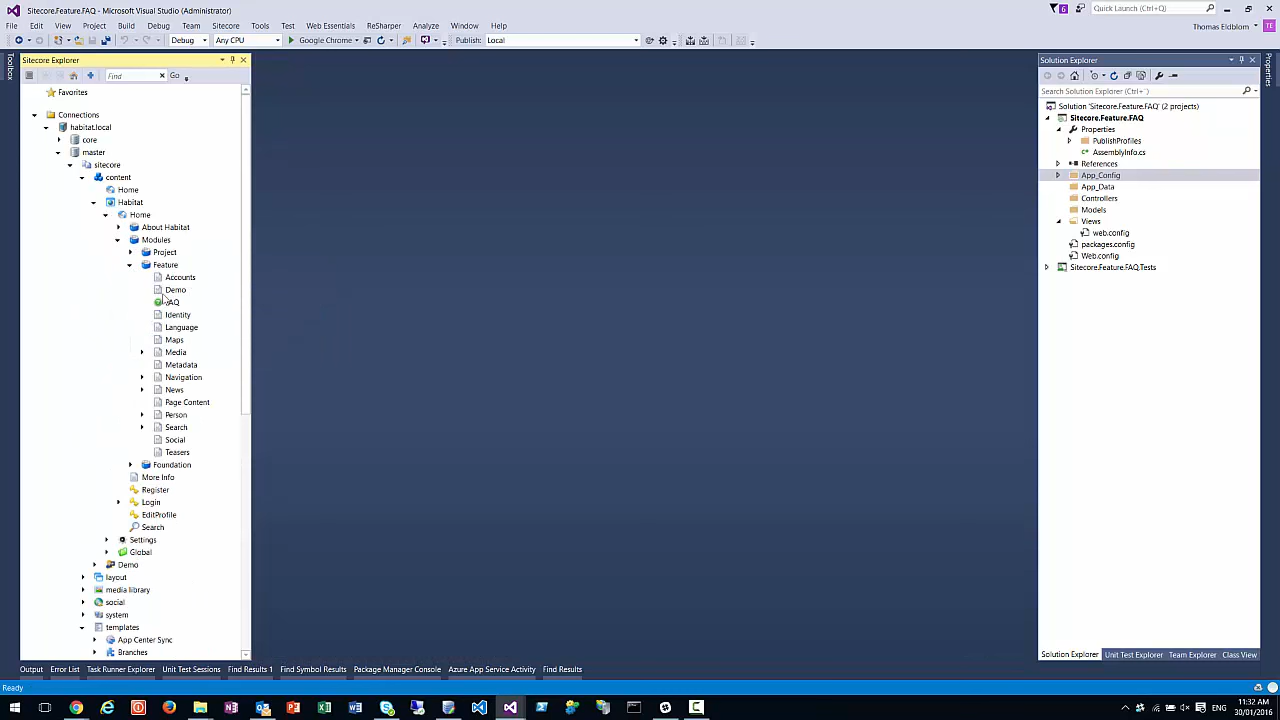 Sitecore.Feature.FAQ - Microsoft Visual Studio (Administrator)
6
Quick Launch (Ctrl+Q)
File Edit View Project Build Debug Team Sitecore Tools Test Web Essentials ReSharper Analyze Window Help
Thomas Eldblom
TE
Debug
Any CPU
Google Chrome
Publish:
Local
Toolbox
Sitecore Explorer
Find
Go
Favorites
Connections
habitat.local
core
master
sitecore
content
Home
Habitat
Home
About Habitat
Modules
Project
Feature
Accounts
Demo
AQ
Identity
Language
Maps
Media
Metadata
Navigation
News
Page Content
Person
Search
Social
Teasers
Foundation
More Info
Register
Login
EditProfile
Search
Settings
Global
Demo
layout
media library
social
system
templates
App Center Sync
Branches
Solution Explorer
Search Solution Explorer (Ctrl+¨)
Solution 'Sitecore.Feature.FAQ' (2 projects)
Sitecore.Feature.FAQ
Properties
PublishProfiles
AssemblyInfo.cs
References
App_Config
App_Data
Controllers
Models
Views
web.config
packages.config
Web.config
Sitecore.Feature.FAQ.Tests
Properties
Solution Explorer Unit Test Explorer Team Explorer Class View
Output Error List Task Runner Explorer Unit Test Sessions Find Results 1 Find Symbol Results Package Manager Console Azure App Service Activity Find Results
Ready
ENG
11:32 AM
30/01/2016